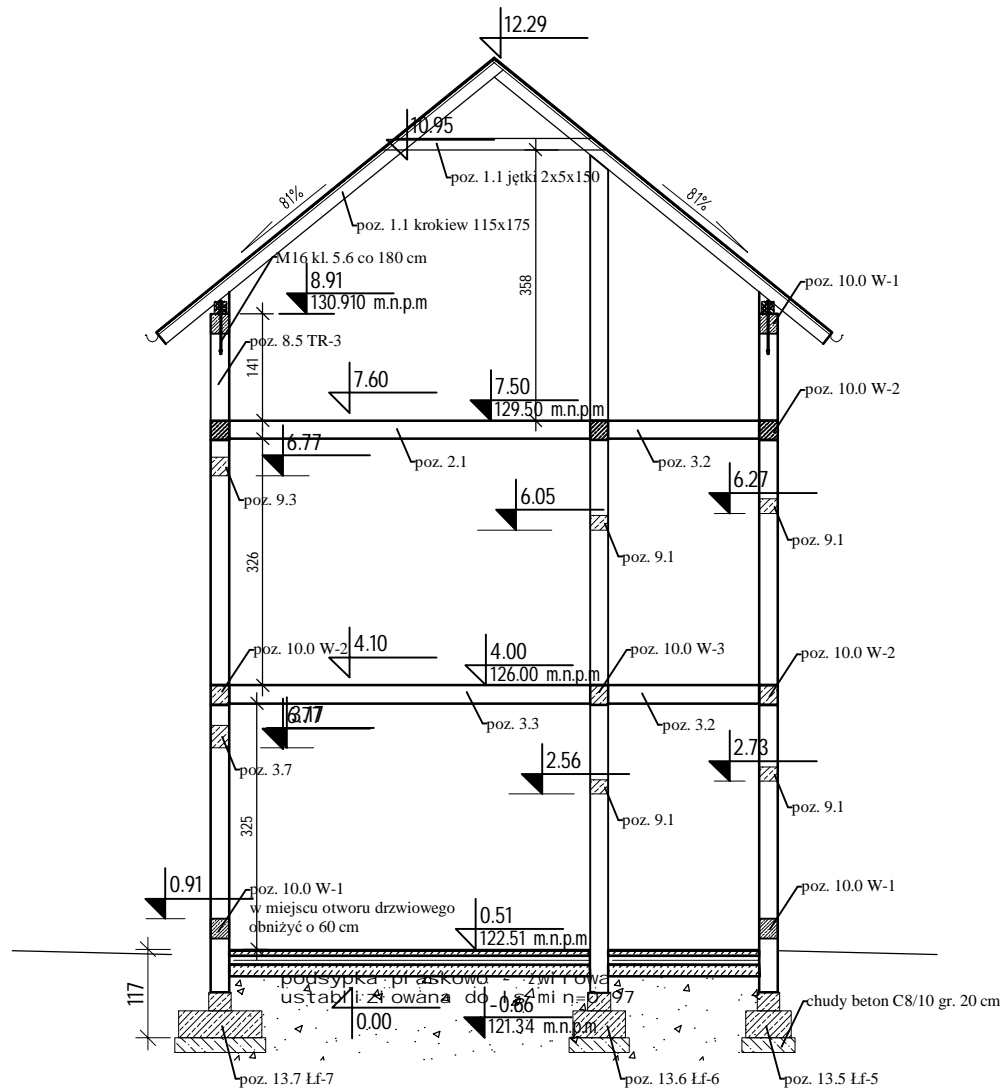 12.29
10.95
poz. 1.1 jętki 2x5x150
81%
81%
poz. 1.1 krokiew 115x175
M16 kl. 5.6 co 180 cm
8.91
130.910 m.n.p.m
358
poz. 10.0 W-1
poz. 8.5 TR-3
141
7.60
7.50
129.50 m.n.p.m
poz. 10.0 W-2
6.77
poz. 2.1
poz. 3.2
6.27
poz. 9.3
6.05
poz. 9.1
poz. 9.1
326
poz. 10.0 W-2
4.10
4.00
126.00 m.n.p.m
poz. 10.0 W-3
poz. 10.0 W-2
poz. 3.3
poz. 3.2
poz. 3.7
2.56
2.73
poz. 9.1
poz. 9.1
325
0.91
poz. 10.0 W-1
w miejscu otworu drzwiowego
obniżyć o 60 cm
poz. 10.0 W-1
0.51
122.51 m.n.p.m
117
podsypka piaskowo - żwirowa
ustabilizowana do
0.00
-0.66
121.34 m.n.p.m
chudy beton C8/10 gr. 20 cm
poz. 13.7 Łf-7
poz. 13.6 Łf-6
poz. 13.5 Łf-5